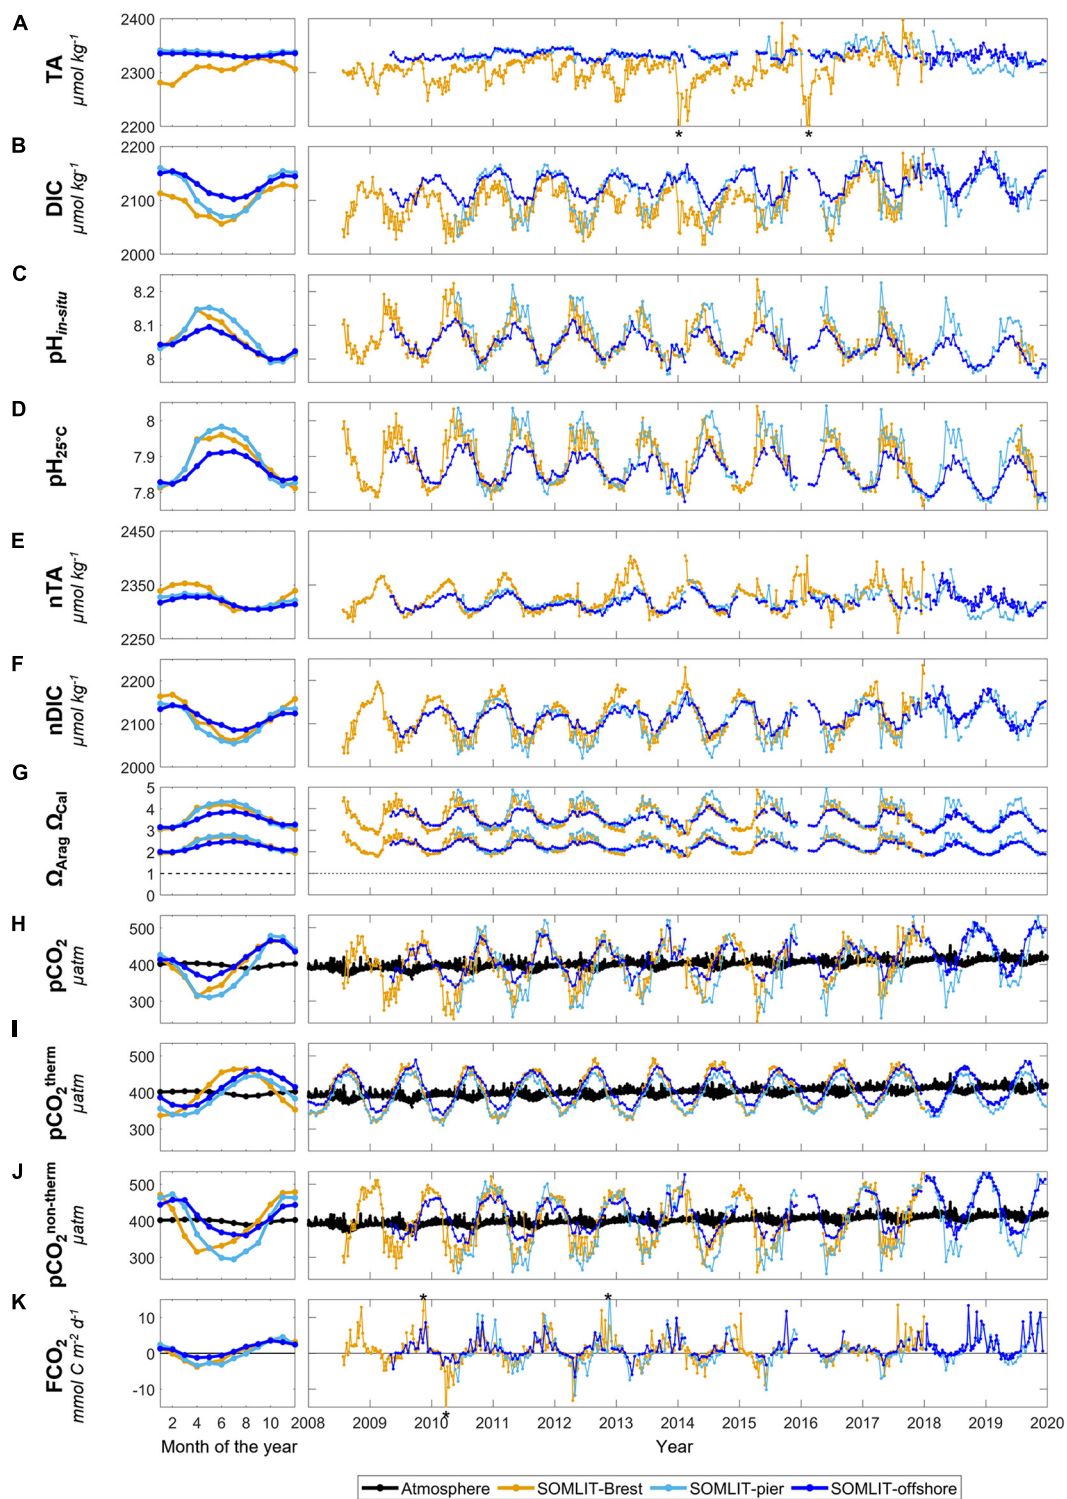 A
TA
μmol kg-1
2400
2300
2200
*
*
B
DIC
μmol kg-1
2200
2100
2000
C
pHin-situ
8.2
8.1
8
D
pH25°C
8
7.9
7.8
E
nTA
μmol kg-1
2450
2350
2250
F
nDIC
μmol kg-1
2200
2100
2000
G
ΩArag ΩCal
5
4
3
2
1
0
H
pCO2
μatm
500
400
300
I
pCO2therm
μatm
500
400
300
J
pCO2non-therm
μatm
500
400
300
K
FCO2
mmol C m-2 d-1
10
0
-10
*
*
*
2 4 6 8 10 12
2008 2009 2010 2011 2012 2013 2014 2015 2016 2017 2018 2019 2020
Month of the year
Year
Atmosphere SOMLIT-Brest SOMLIT-pier SOMLIT-offshore